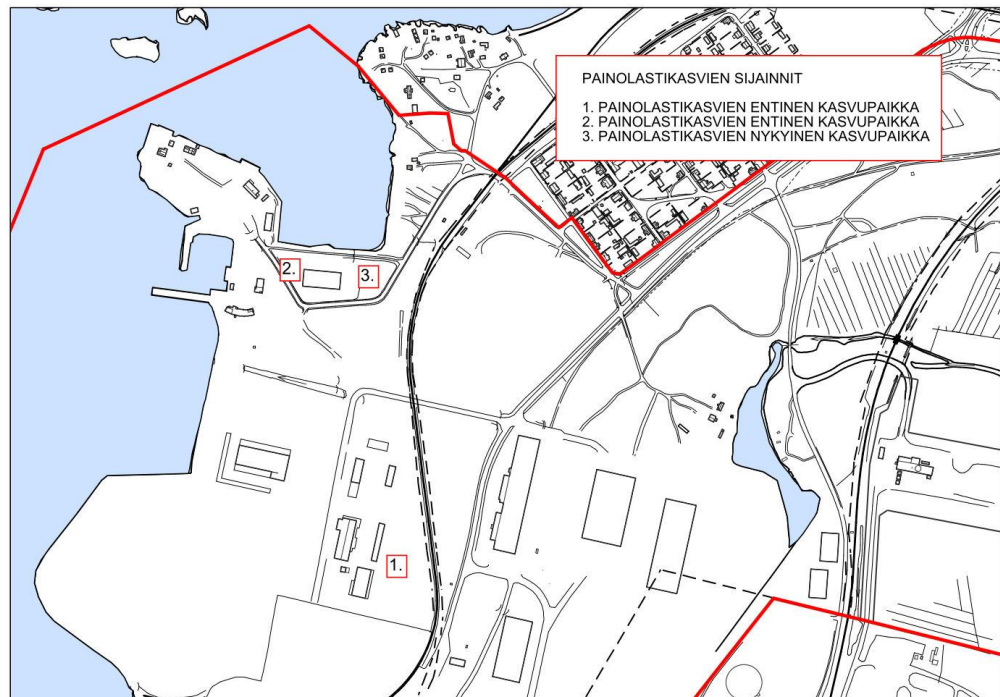 PAINOLASTIKASVIEN SIJAINNIT
1. PAINOLASTIKASVIEN ENTINEN KASVUPAIKKA
2. PAINOLASTIKASVIEN ENTINEN KASVUPAIKKA
3. PAINOLASTIKASVIEN NYKYINEN KASVUPAIKKA
2.
3.
1.